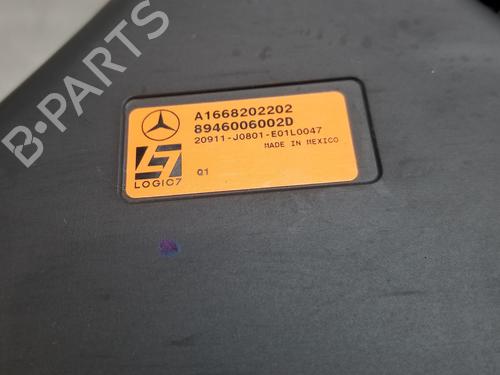 A1668202202
8946006002D
20911-J0801-E01L0047
MADE IN MEXICO
LOGIC7
Q1
B-PARTS